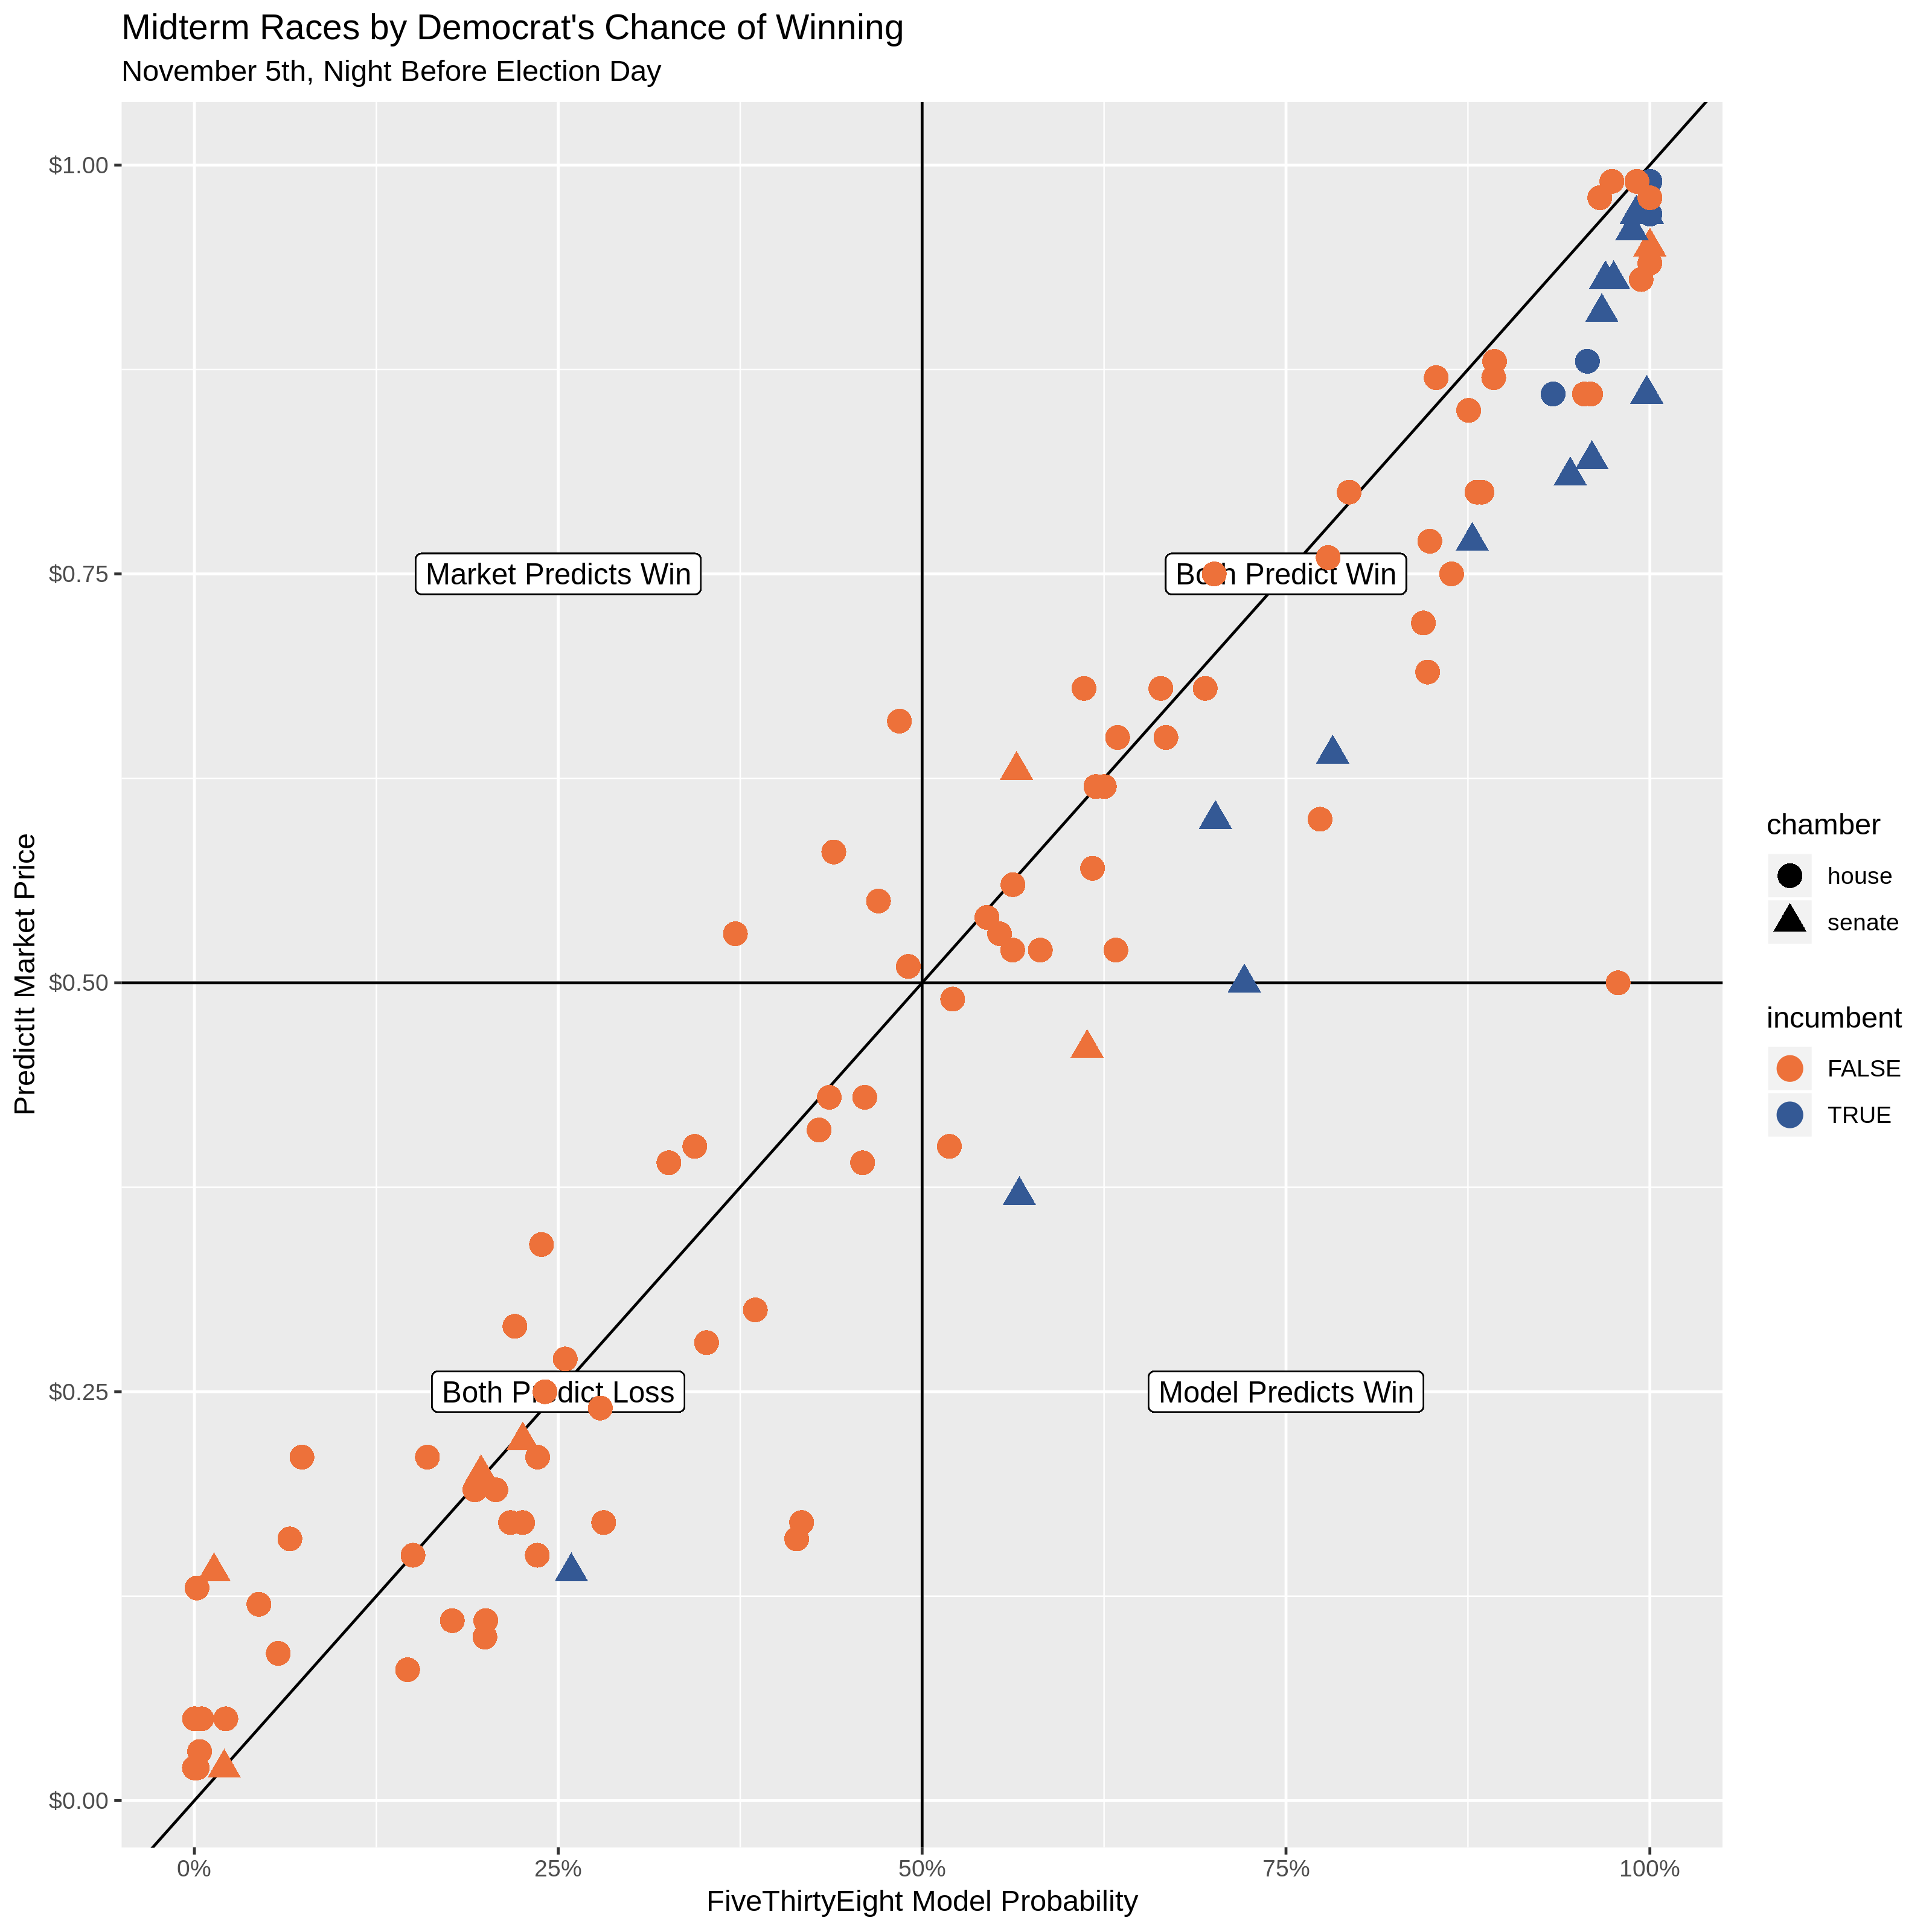 Midterm Races by Democrat's Chance of Winning
November 5th, Night Before Election Day
PredictIt Market Price
$1.00
$0.75
$0.50
$0.25
$0.00
Market Predicts Win
Both Predict Win
Both Predict Loss
Model Predicts Win
0%
25%
50%
75%
100%
FiveThirtyEight Model Probability
chamber
house
senate
incumbent
FALSE
TRUE